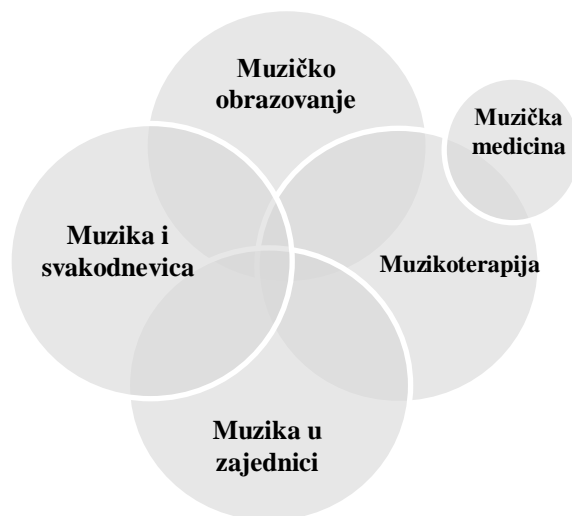 Muzičko
obrazovanje
Muzička
medicina
Muzika i
svakodnevica
Muzikoterapija
Muzika u
zajednici